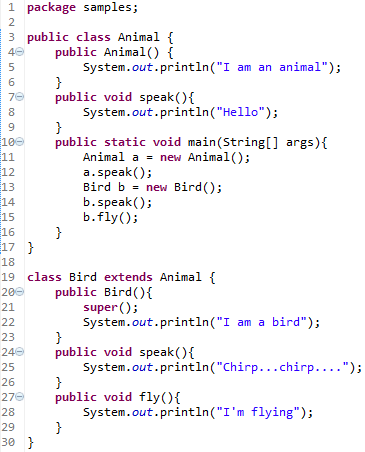 1 package samples;
2
3 public class Animal {
4 public Animal() {
5 System.out.println("I am an animal");
6 }
7 public void speak(){
8 System.out.println("Hello");
9 }
10 public static void main(String[] args){
11 Animal a = new Animal();
12 a.speak();
13 Bird b = new Bird();
14 b.speak();
15 b.fly();
16 }
17 }
18
19 class Bird extends Animal {
20 public Bird(){
21 super();
22 System.out.println("I am a bird");
23 }
24 public void speak(){
25 System.out.println("Chirp...chirp....");
26 }
27 public void fly(){
28 System.out.println("I'm flying");
29 }
30 }